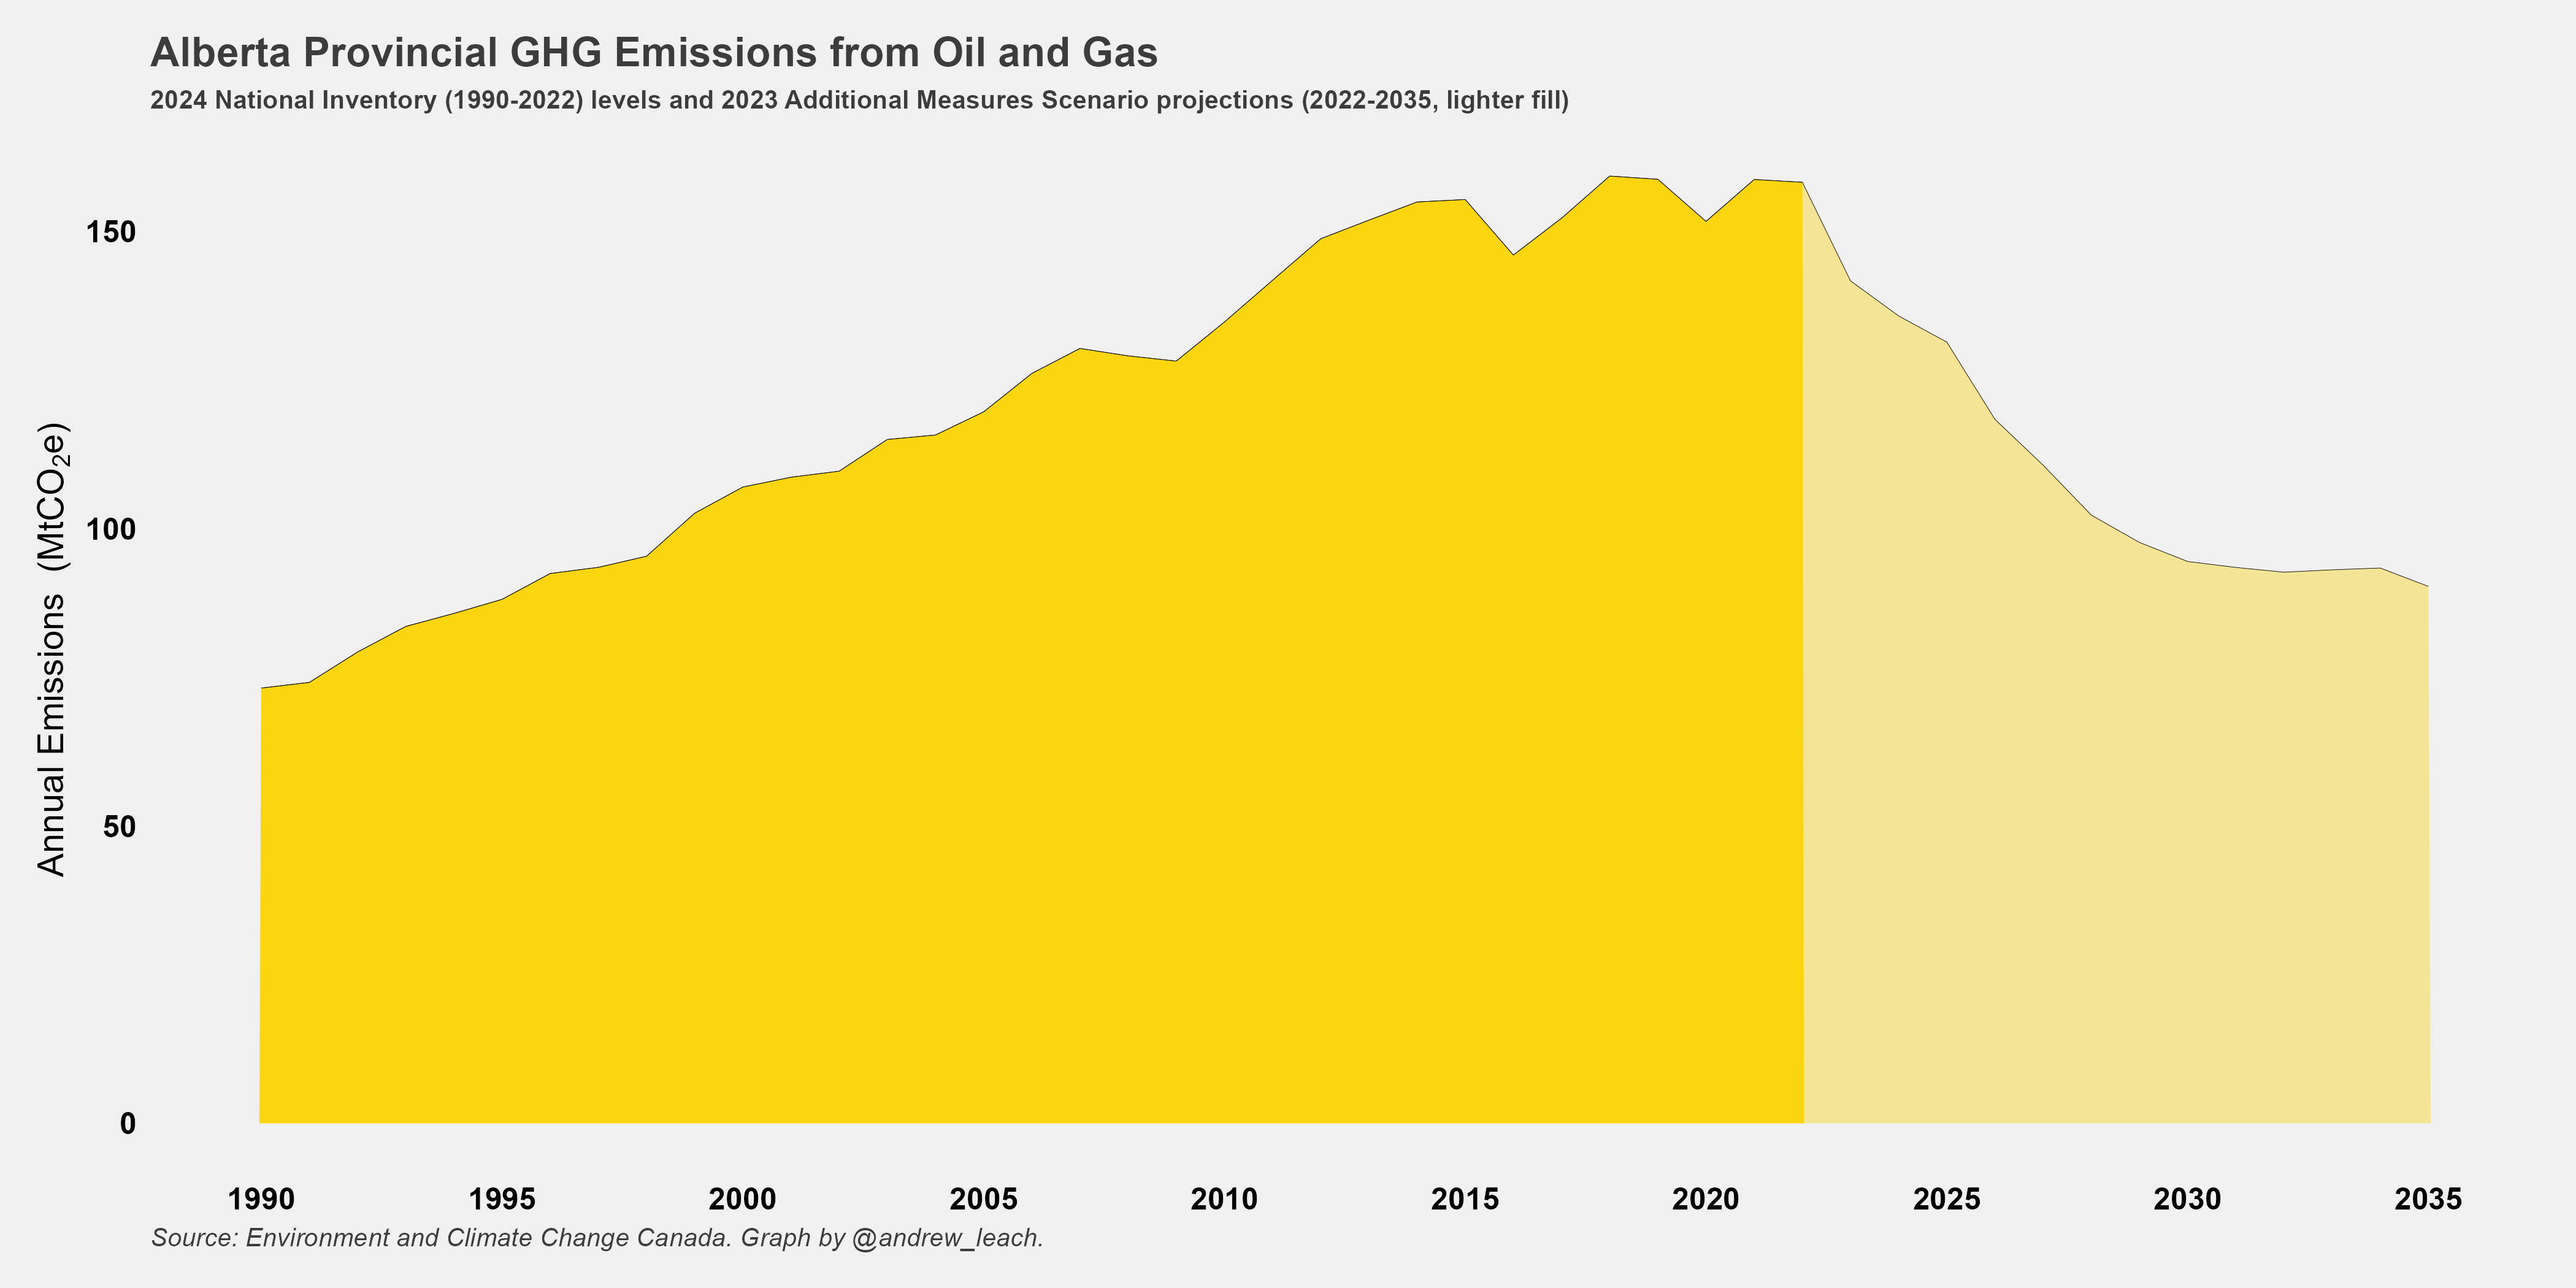 Alberta Provincial GHG Emissions from Oil and Gas
2024 National Inventory (1990-2022) levels and 2023 Additional Measures Scenario projections (2022-2035, lighter fill)
Annual Emissions (MtCO₂e)
150
100
50
0
1990 1995 2000 2005 2010 2015 2020 2025 2030 2035
Source: Environment and Climate Change Canada. Graph by @andrew_leach.